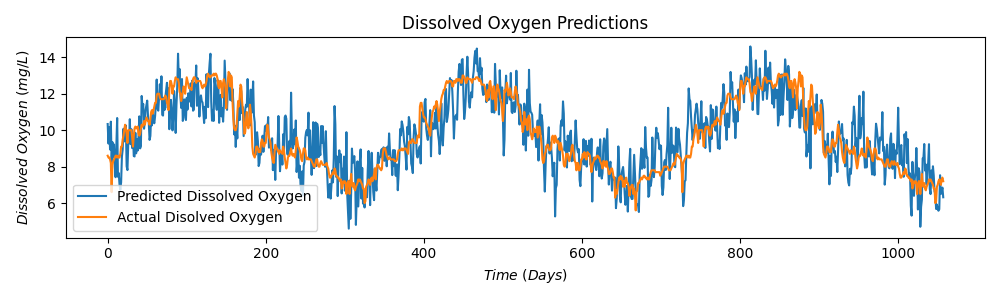 Dissolved Oxygen Predictions
Dissolved Oxygen (mg/L)
14
12
10
8
6
Predicted Dissolved Oxygen
Actual Disolved Oxygen
0 200 400 600 800 1000
Time (Days)